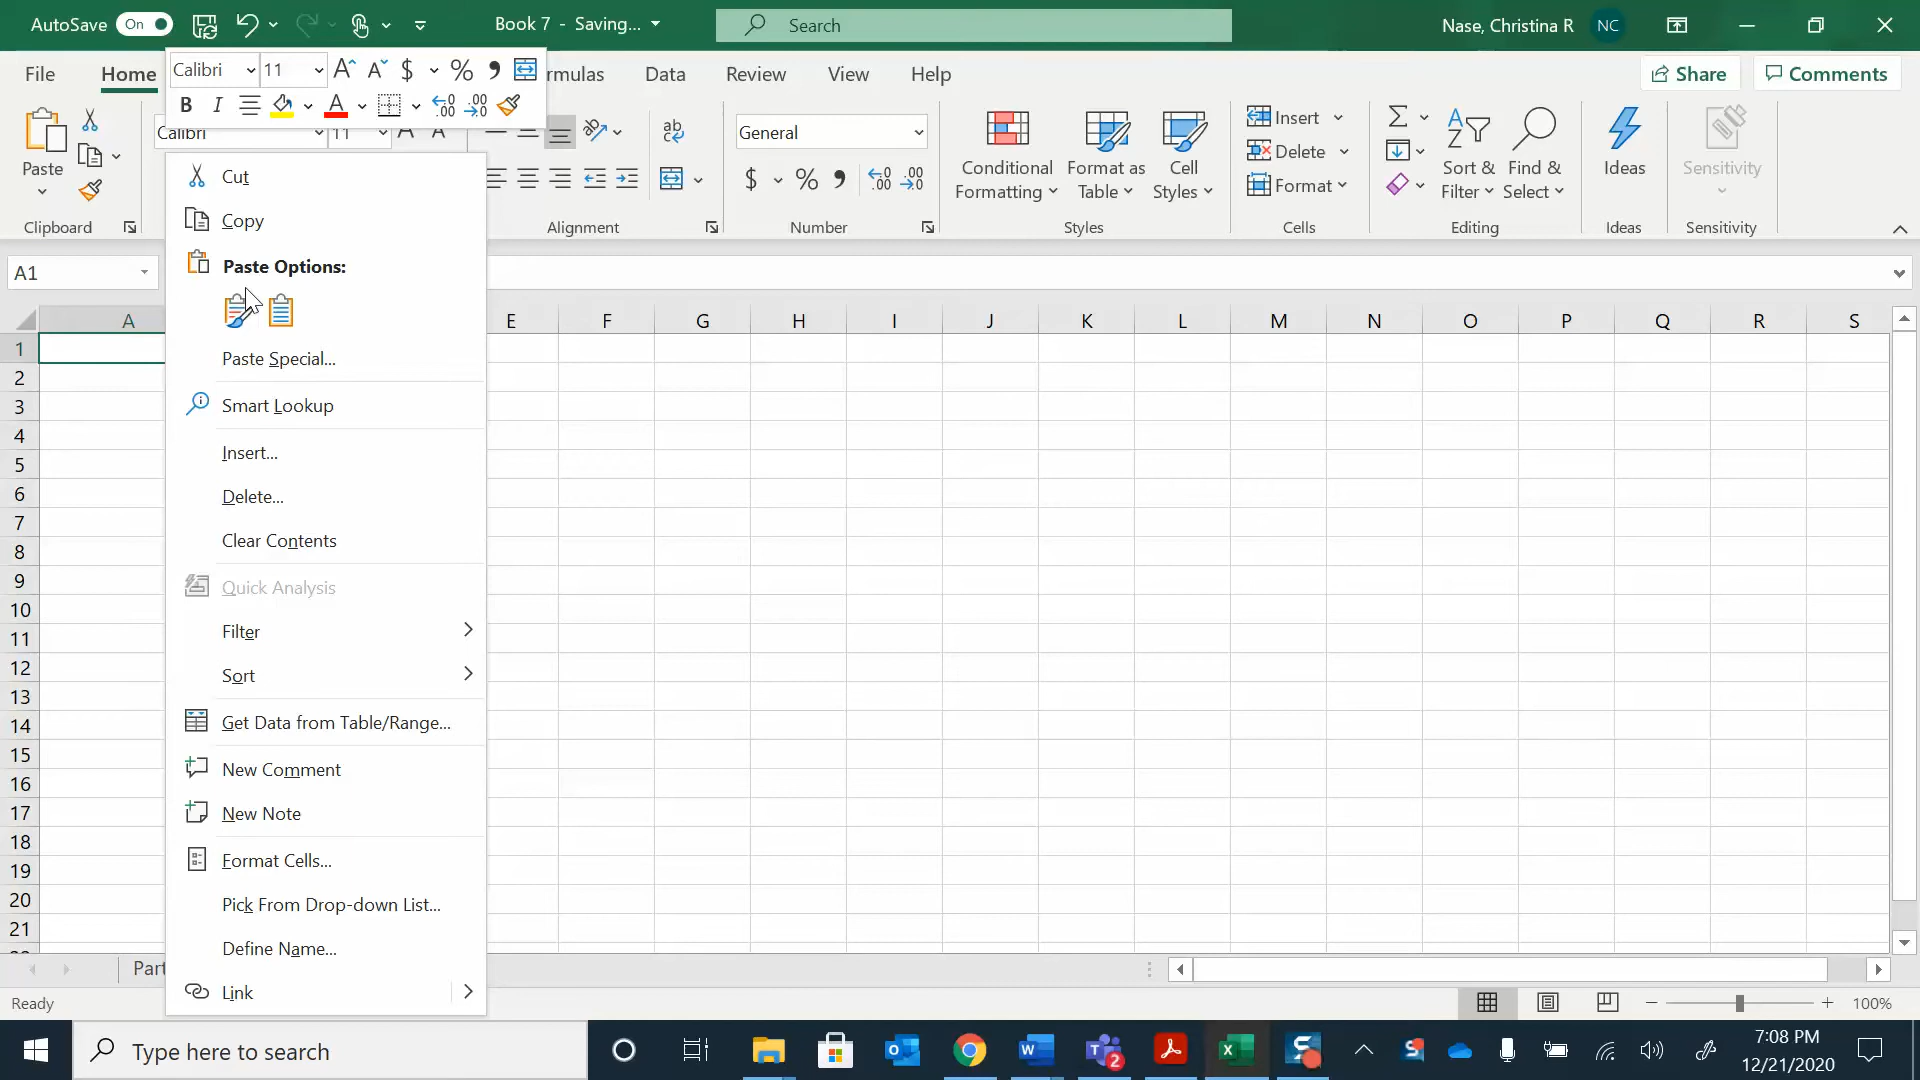 AutoSave On Book 7 - Saving... Search Nase, Christina R NC
File Home rmulas Data Review View Help Share Comments
Calibri 11 $ % ,
B I A
Calibri 11
Paste
Clipboard
ab
General
$ % ,
Alignment
Number
Conditional Formatting
Format as Table
Cell Styles
Styles
Insert
Delete
Format
Cells
Sort & Filter
Find & Select
Editing
Ideas
Ideas
Sensitivity
Sensitivity
A1
Cut
Copy
Paste Options:
Paste Special...
Smart Lookup
Insert...
Delete...
Clear Contents
Quick Analysis
Filter
Sort
Get Data from Table/Range...
New Comment
New Note
Format Cells...
Pick From Drop-down List...
Define Name...
Link
A E F G H I J K L M N O P Q R S
1
2
3
4
5
6
7
8
9
10
11
12
13
14
15
16
17
18
19
20
21
Part
Ready 100%
Type here to search
2
7:08 PM
12/21/2020